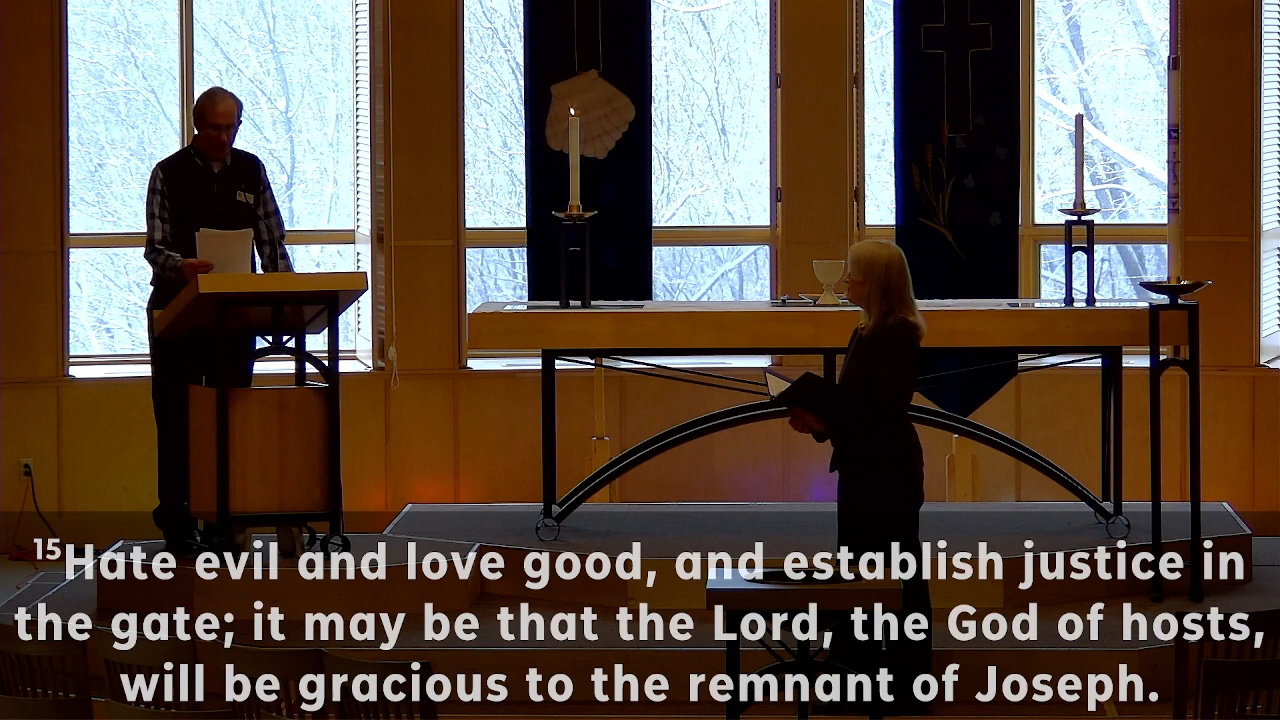 15Hate evil and love good, and establish justice in
the gate; it may be that the Lord, the God of hosts,
will be gracious to the remnant of Joseph.